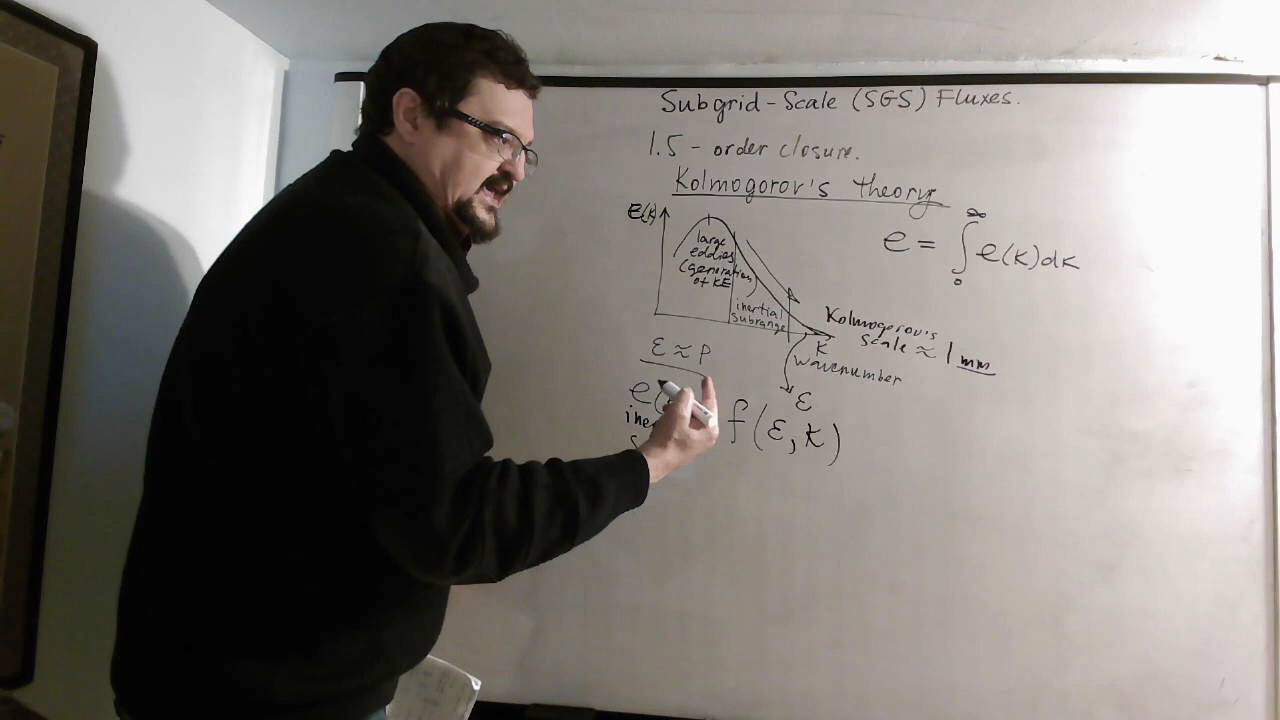 Subgrid-Scale (SGS) Fluxes.
1.5 - order closure.
Kolmogorov's theory
e(k)
large
eddies
(generation
of KE)
inertial
subrange
e = ∫₀^∞ e(k)dk
Kolmogorov's
scale ≈ 1 mm
k
wavenumber
ε ≈ P
ε
f(ε, k)